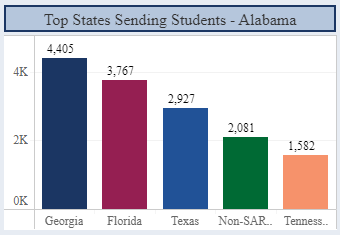 Top States Sending Students - Alabama
4,405
3,767
2,927
2,081
1,582
4K
2K
0K
Georgia Florida Texas Non-SAR.. Tenness..